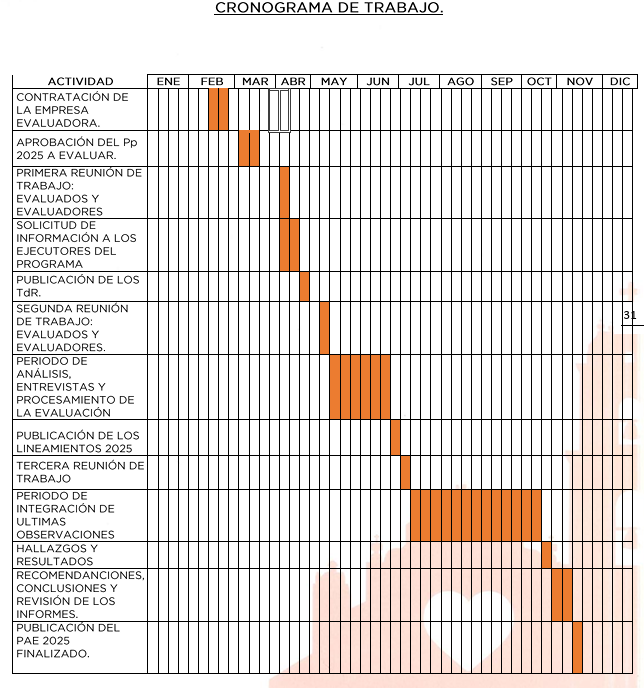 CRONOGRAMA DE TRABAJO.
ACTIVIDAD ENE FEB MAR ABR MAY JUN JUL AGO SEP OCT NOV DIC
CONTRATACIÓN DE
LA EMPRESA
EVALUADORA.
APROBACIÓN DEL Pp
2025 A EVALUAR.
PRIMERA REUNIÓN DE
TRABAJO:
EVALUADOS Y
EVALUADORES
SOLICITUD DE
INFORMACIÓN A LOS
EJECUTORES DEL
PROGRAMA
PUBLICACIÓN DE LOS
TdR.
SEGUNDA REUNIÓN
DE TRABAJO:
EVALUADOS Y
EVALUADORES.
31
PERIODO DE
ANÁLISIS,
ENTREVISTAS Y
PROCESAMIENTO DE
LA EVALUACIÓN
PUBLICACIÓN DE LOS
LINEAMIENTOS 2025
TERCERA REUNIÓN DE
TRABAJO
PERIODO DE
INTEGRACIÓN DE
ULTIMAS
OBSERVACIONES
HALLAZGOS Y
RESULTADOS
RECOMENDANCIONES,
CONCLUSIONES Y
REVISIÓN DE LOS
INFORMES.
PUBLICACIÓN DEL
PAE 2025
FINALIZADO.